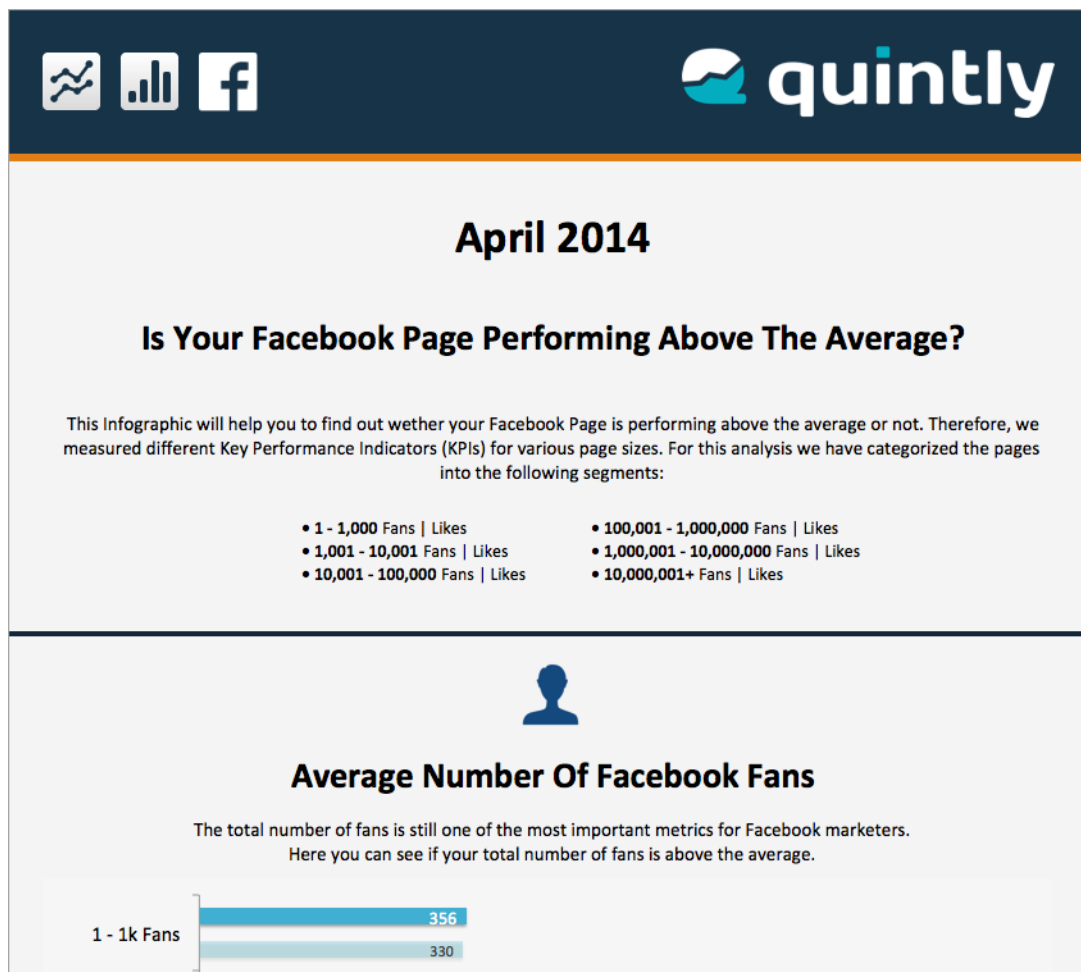 quintly
April 2014
Is Your Facebook Page Performing Above The Average?
This Infographic will help you to find out wether your Facebook Page is performing above the average or not. Therefore, we
measured different Key Performance Indicators (KPIs) for various page sizes. For this analysis we have categorized the pages
into the following segments:
• 1 - 1,000 Fans | Likes
• 1,001 - 10,001 Fans | Likes
• 10,001 - 100,000 Fans | Likes
• 100,001 - 1,000,000 Fans | Likes
• 1,000,001 - 10,000,000 Fans | Likes
• 10,000,001+ Fans | Likes
Average Number Of Facebook Fans
The total number of fans is still one of the most important metrics for Facebook marketers.
Here you can see if your total number of fans is above the average.
1 - 1k Fans
356
330